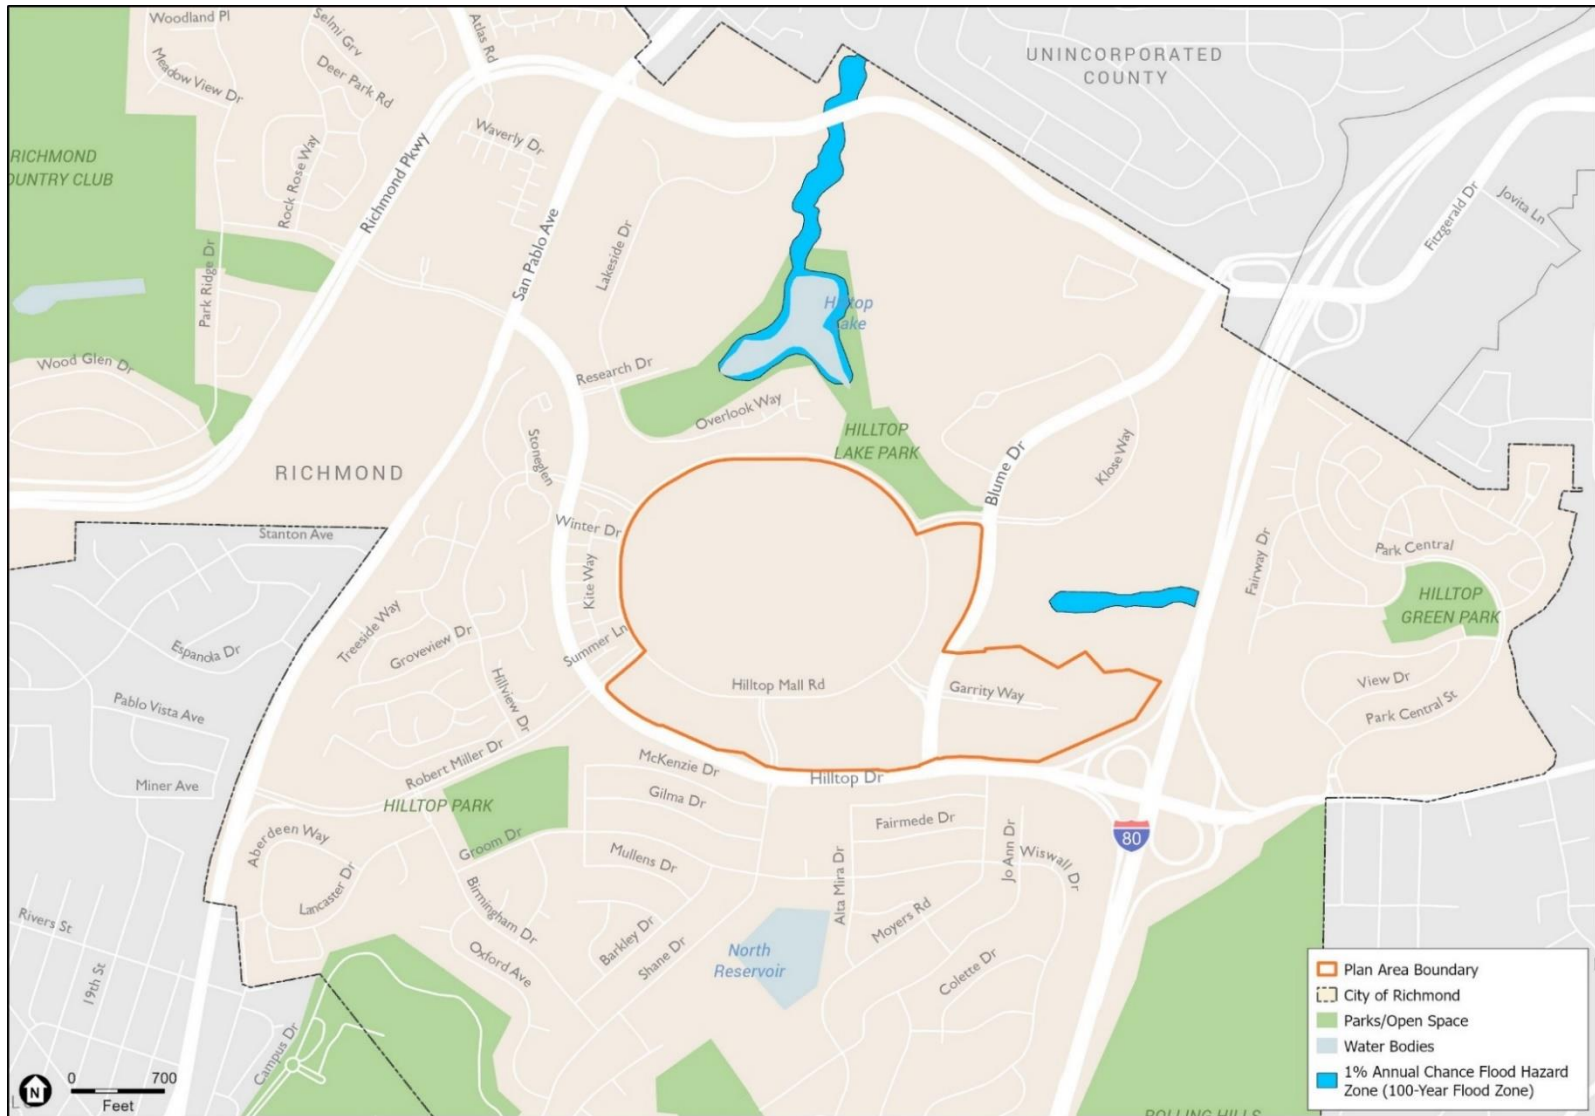 Woodland Pl
Selmi Grv
Atlas Rd
Meadow View Dr
Deer Park Rd
UNINCORPORATED
COUNTY
Waverly Dr
RICHMOND
OUNTRY CLUB
Rock Rose Way
Richmond Pkwy
San Pablo Ave
Lakeside Dr
Park Ridge Dr
Fitzgerald Dr
Jovita Ln
Wood Glen Dr
Research Dr
Overlook Way
HILLTOP
LAKE PARK
Blume Dr
Klose Way
Stoneglen
RICHMOND
Winter Dr
Stanton Ave
Kite Way
Fairway Dr
Park Central
HILLTOP
GREEN PARK
Treeside Way
Groveview Dr
Espanola Dr
Summer Ln
Hillview Dr
Hilltop Mall Rd
Garrity Way
View Dr
Park Central St
Pablo Vista Ave
Miner Ave
Robert Miller Dr
McKenzie Dr
Hilltop Dr
HILLTOP PARK
Gilma Dr
Fairmede Dr
Aberdeen Way
Groom Dr
Mullens Dr
Alta Mira Dr
Jo Ann Dr
Wiswall Dr
80
Lancaster Dr
Birmingham Dr
Barkley Dr
Shane Dr
Moyers Rd
Oxford Ave
North
Reservoir
Colette Dr
Rivers St
19th St
Campus Dr
Plan Area Boundary
City of Richmond
Parks/Open Space
Water Bodies
1% Annual Chance Flood Hazard
Zone (100-Year Flood Zone)
N
0 700
Feet
ROLLING HILLS